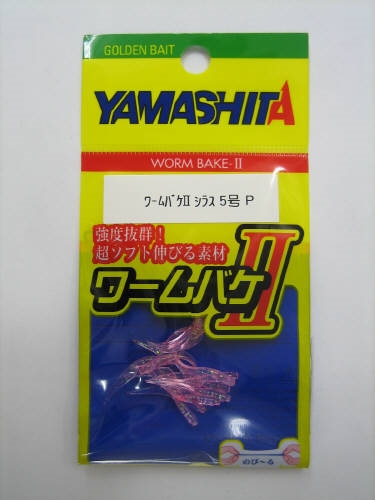 GOLDEN BAIT
YAMASHITA
WORM BAKE-II
ﾜｰﾑﾊﾞｹⅡ ｼﾗｽ 5号 P
強度抜群!
超ソフト伸びる素材
ワームバケⅡ
のび〜る